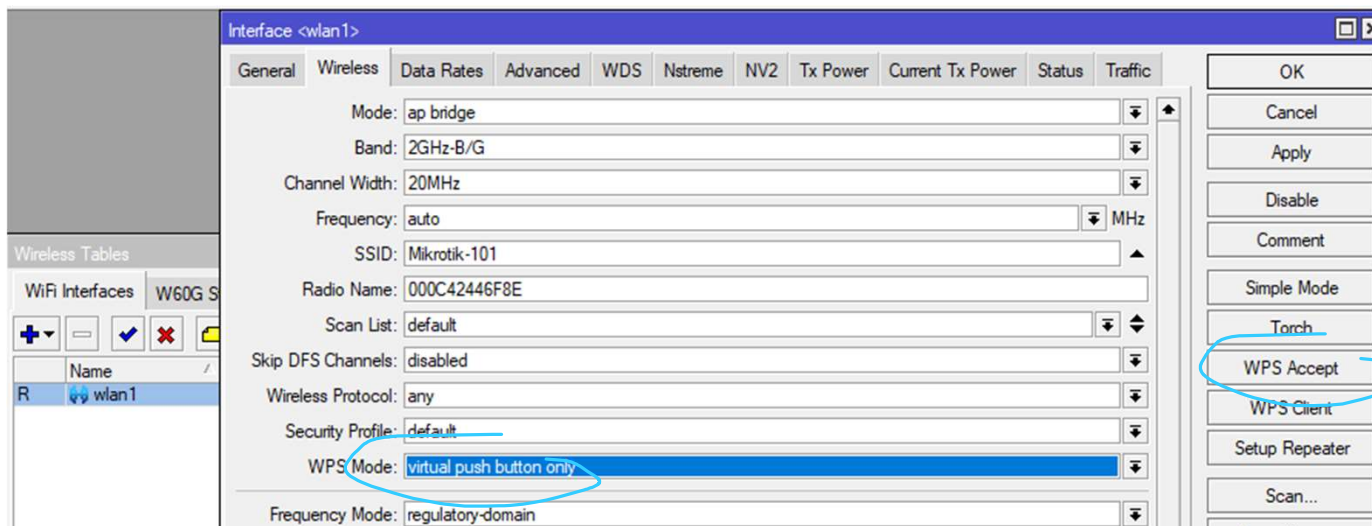 Interface <wlan1>
General Wireless Data Rates Advanced WDS Nstreme NV2 Tx Power Current Tx Power Status Traffic
Mode: ap bridge
Band: 2GHz-B/G
Channel Width: 20MHz
Frequency: auto MHz
SSID: Mikrotik-101
Radio Name: 000C42446F8E
Scan List: default
Skip DFS Channels: disabled
Wireless Protocol: any
Security Profile: default
WPS Mode: virtual push button only
Frequency Mode: regulatory-domain
OK
Cancel
Apply
Disable
Comment
Simple Mode
Torch
WPS Accept
WPS Client
Setup Repeater
Scan...
Wireless Tables
WiFi Interfaces W60G S
Name
R wlan1